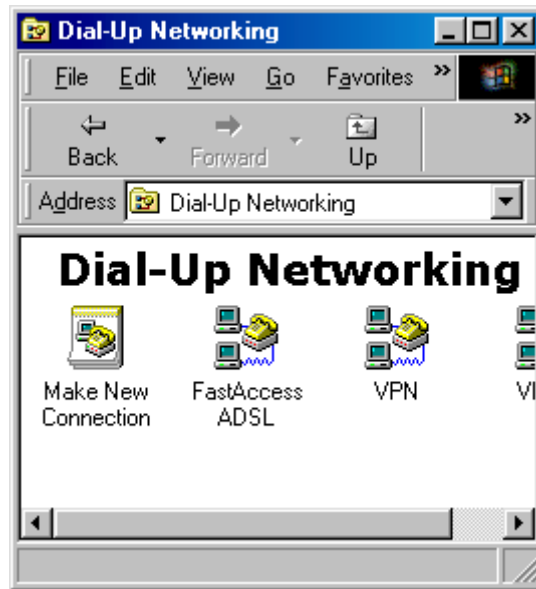 Dial-Up Networking
File Edit View Go Favorites »
Back Forward Up »
Address Dial-Up Networking
Dial-Up Networking
Make New Connection
FastAccess ADSL
VPN